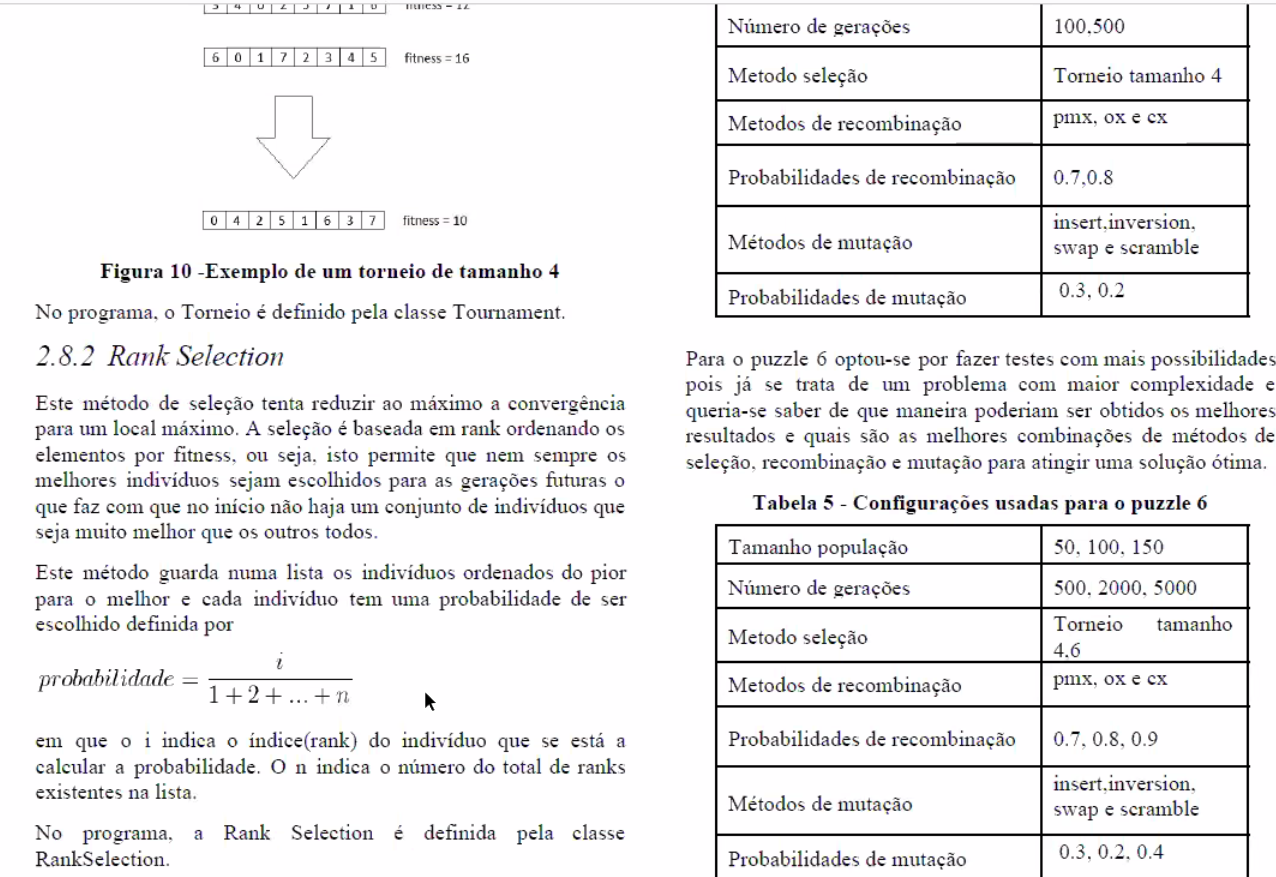 3 4 0 2 5 7 1 6 fitness = 12
6 0 1 7 2 3 4 5 fitness = 16
0 4 2 5 1 6 3 7 fitness = 10
Figura 10 -Exemplo de um torneio de tamanho 4
No programa, o Torneio é definido pela classe Tournament.
2.8.2 Rank Selection
Este método de seleção tenta reduzir ao máximo a convergência
para um local máximo. A seleção é baseada em rank ordenando os
elementos por fitness, ou seja, isto permite que nem sempre os
melhores indivíduos sejam escolhidos para as gerações futuras o
que faz com que no início não haja um conjunto de indivíduos que
seja muito melhor que os outros todos.
Este método guarda numa lista os indivíduos ordenados do pior
para o melhor e cada indivíduo tem uma probabilidade de ser
escolhido definida por
probabilidade = i / 1 + 2 + ... + n
em que o i indica o índice(rank) do indivíduo que se está a
calcular a probabilidade. O n indica o número do total de ranks
existentes na lista.
No programa, a Rank Selection é definida pela classe
RankSelection.
Número de gerações 100,500
Metodo seleção Torneio tamanho 4
Metodos de recombinação pmx, ox e cx
Probabilidades de recombinação 0.7,0.8
Métodos de mutação insert,inversion,
swap e scramble
Probabilidades de mutação 0.3, 0.2
Para o puzzle 6 optou-se por fazer testes com mais possibilidades
pois já se trata de um problema com maior complexidade e
queria-se saber de que maneira poderiam ser obtidos os melhores
resultados e quais são as melhores combinações de métodos de
seleção, recombinação e mutação para atingir uma solução ótima.
Tabela 5 - Configurações usadas para o puzzle 6
Tamanho população 50, 100, 150
Número de gerações 500, 2000, 5000
Metodo seleção Torneio tamanho
4,6
Metodos de recombinação pmx, ox e cx
Probabilidades de recombinação 0.7, 0.8, 0.9
Métodos de mutação insert,inversion,
swap e scramble
Probabilidades de mutação 0.3, 0.2, 0.4